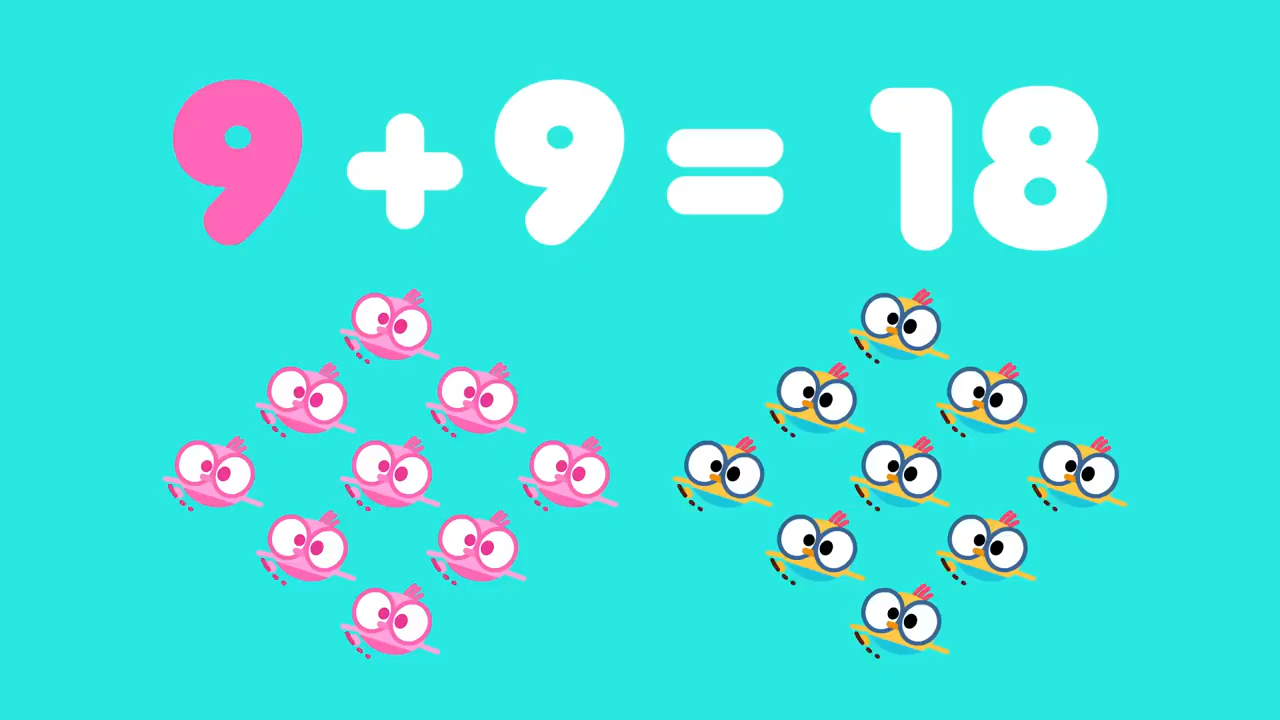 9 + 9 = 18